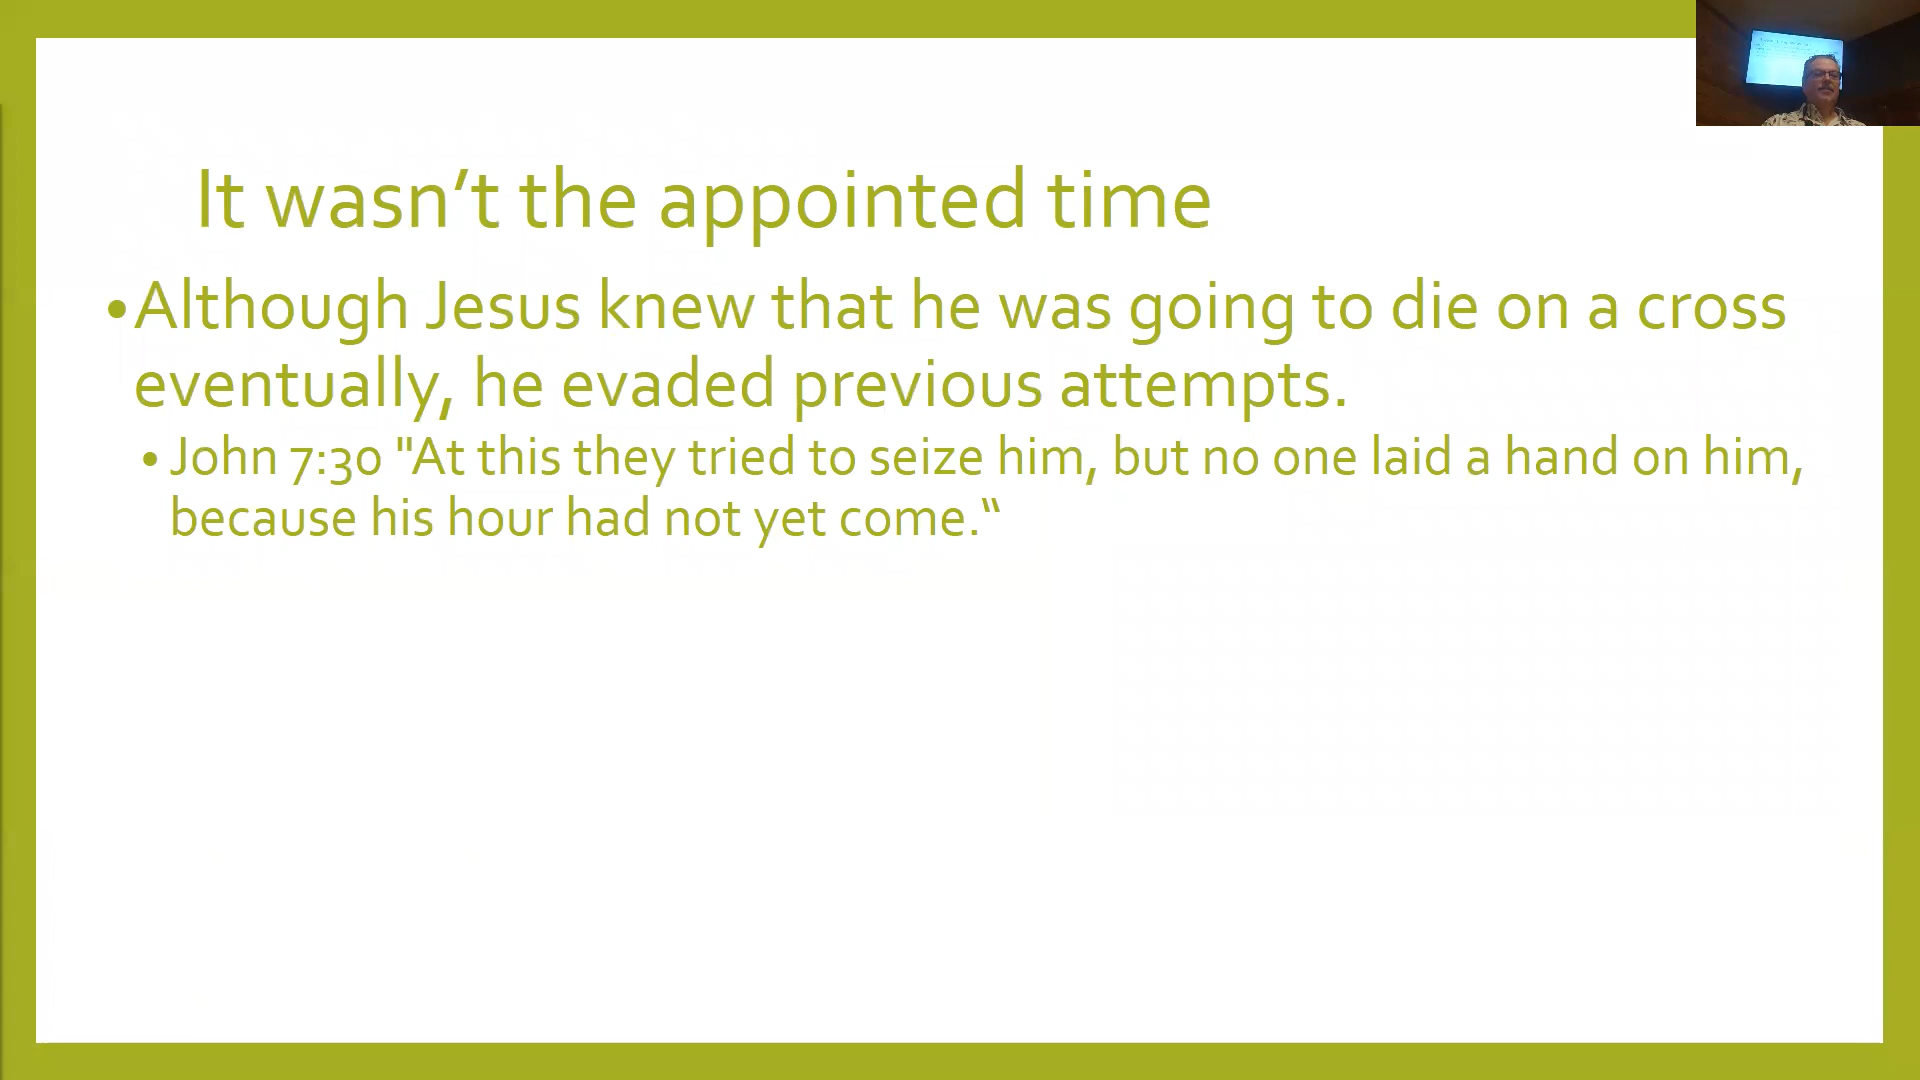 It wasn’t the appointed time
•Although Jesus knew that he was going to die on a cross
eventually, he evaded previous attempts.
• John 7:30 "At this they tried to seize him, but no one laid a hand on him,
because his hour had not yet come.“